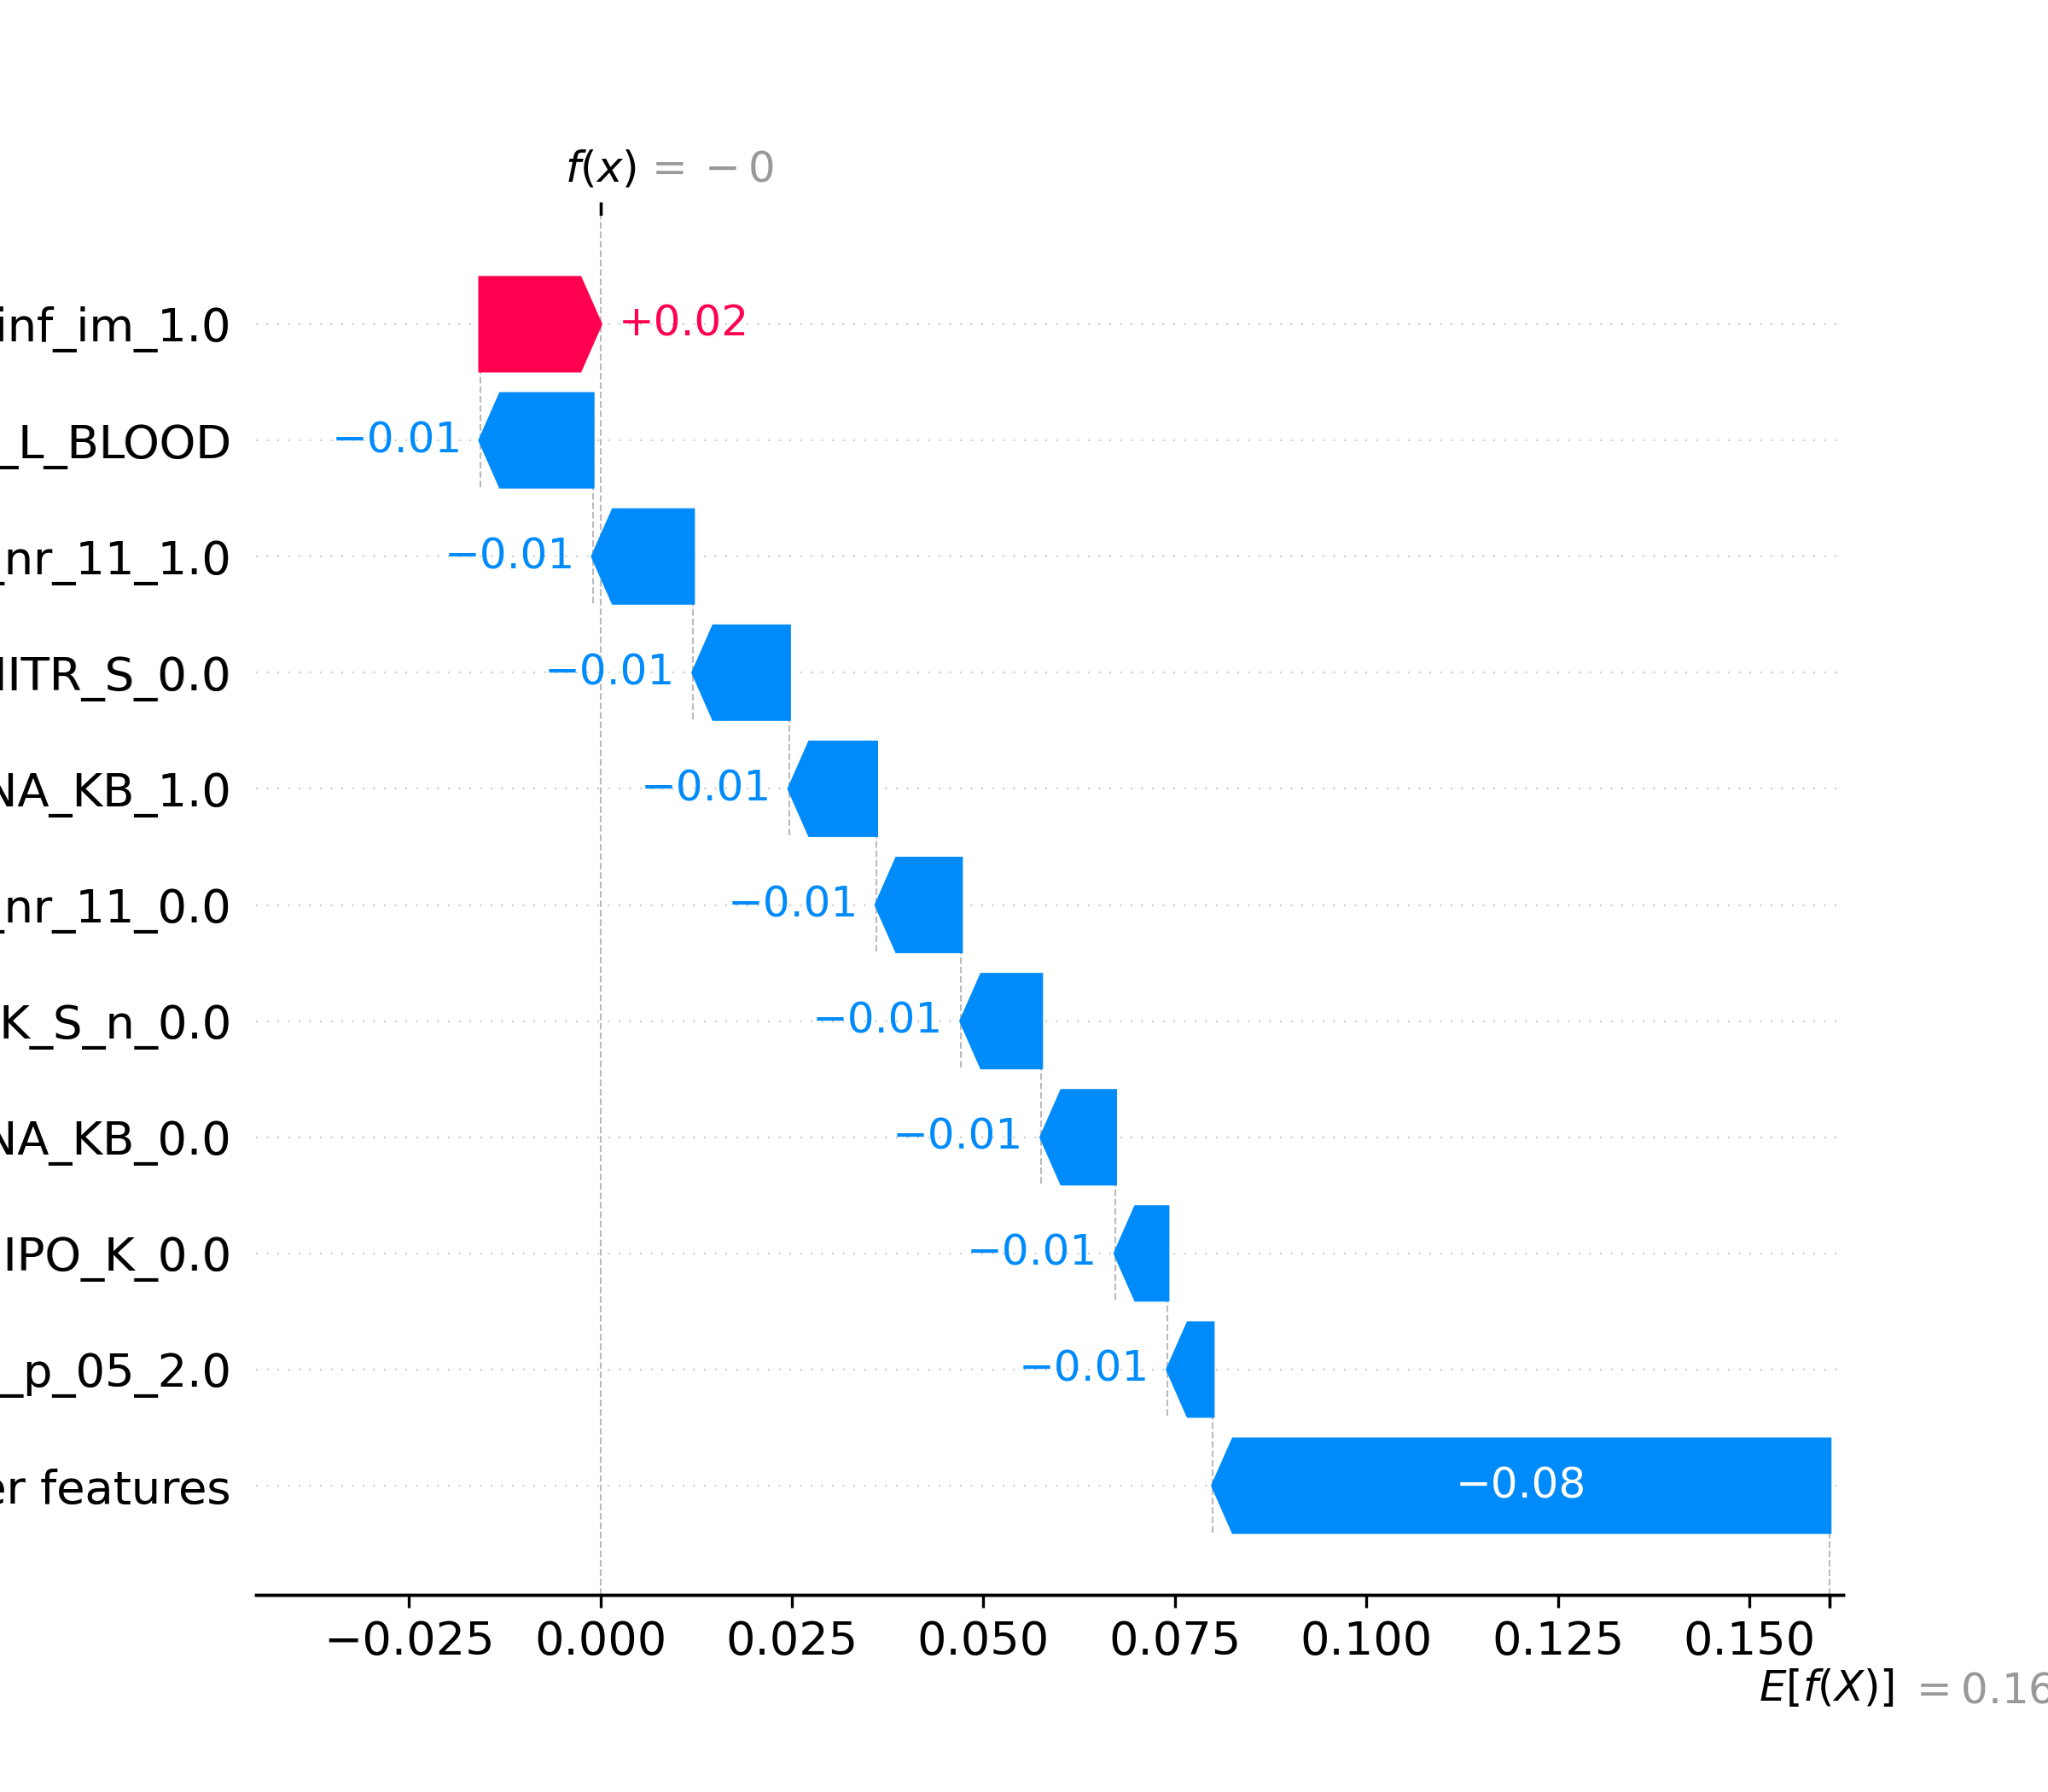 f(x) = −0
inf_im_1.0
+0.02
_L_BLOOD
−0.01
_nr_11_1.0
−0.01
ITR_S_0.0
−0.01
NA_KB_1.0
−0.01
_nr_11_0.0
−0.01
K_S_n_0.0
−0.01
NA_KB_0.0
−0.01
IPO_K_0.0
−0.01
_p_05_2.0
−0.01
er features
−0.08
−0.025 0.000 0.025 0.050 0.075 0.100 0.125 0.150
E[f(X)] = 0.16